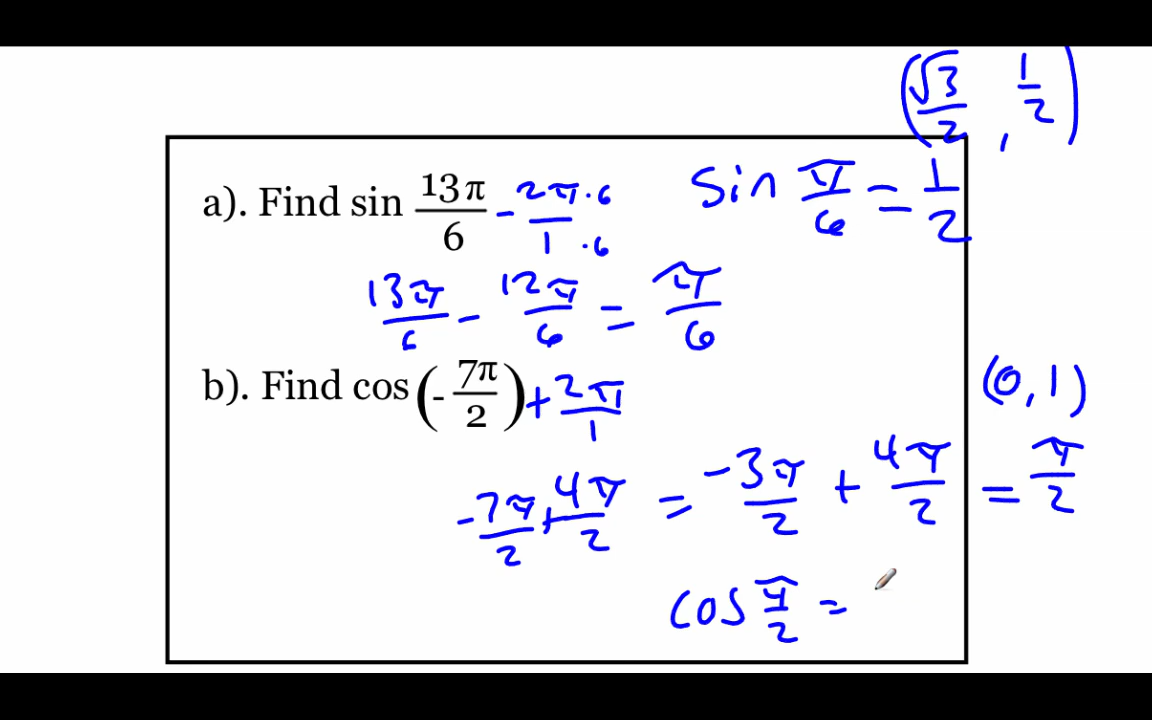 (√3/2, 1/2)
a). Find sin 13π/6 - 2π·6/1·6
sin π/6 = 1/2
13π/6 - 12π/6 = π/6
b). Find cos(-7π/2) + 2π/1
(0, 1)
-7π/2 + 4π/2 = -3π/2 + 4π/2 = π/2
cos π/2 =